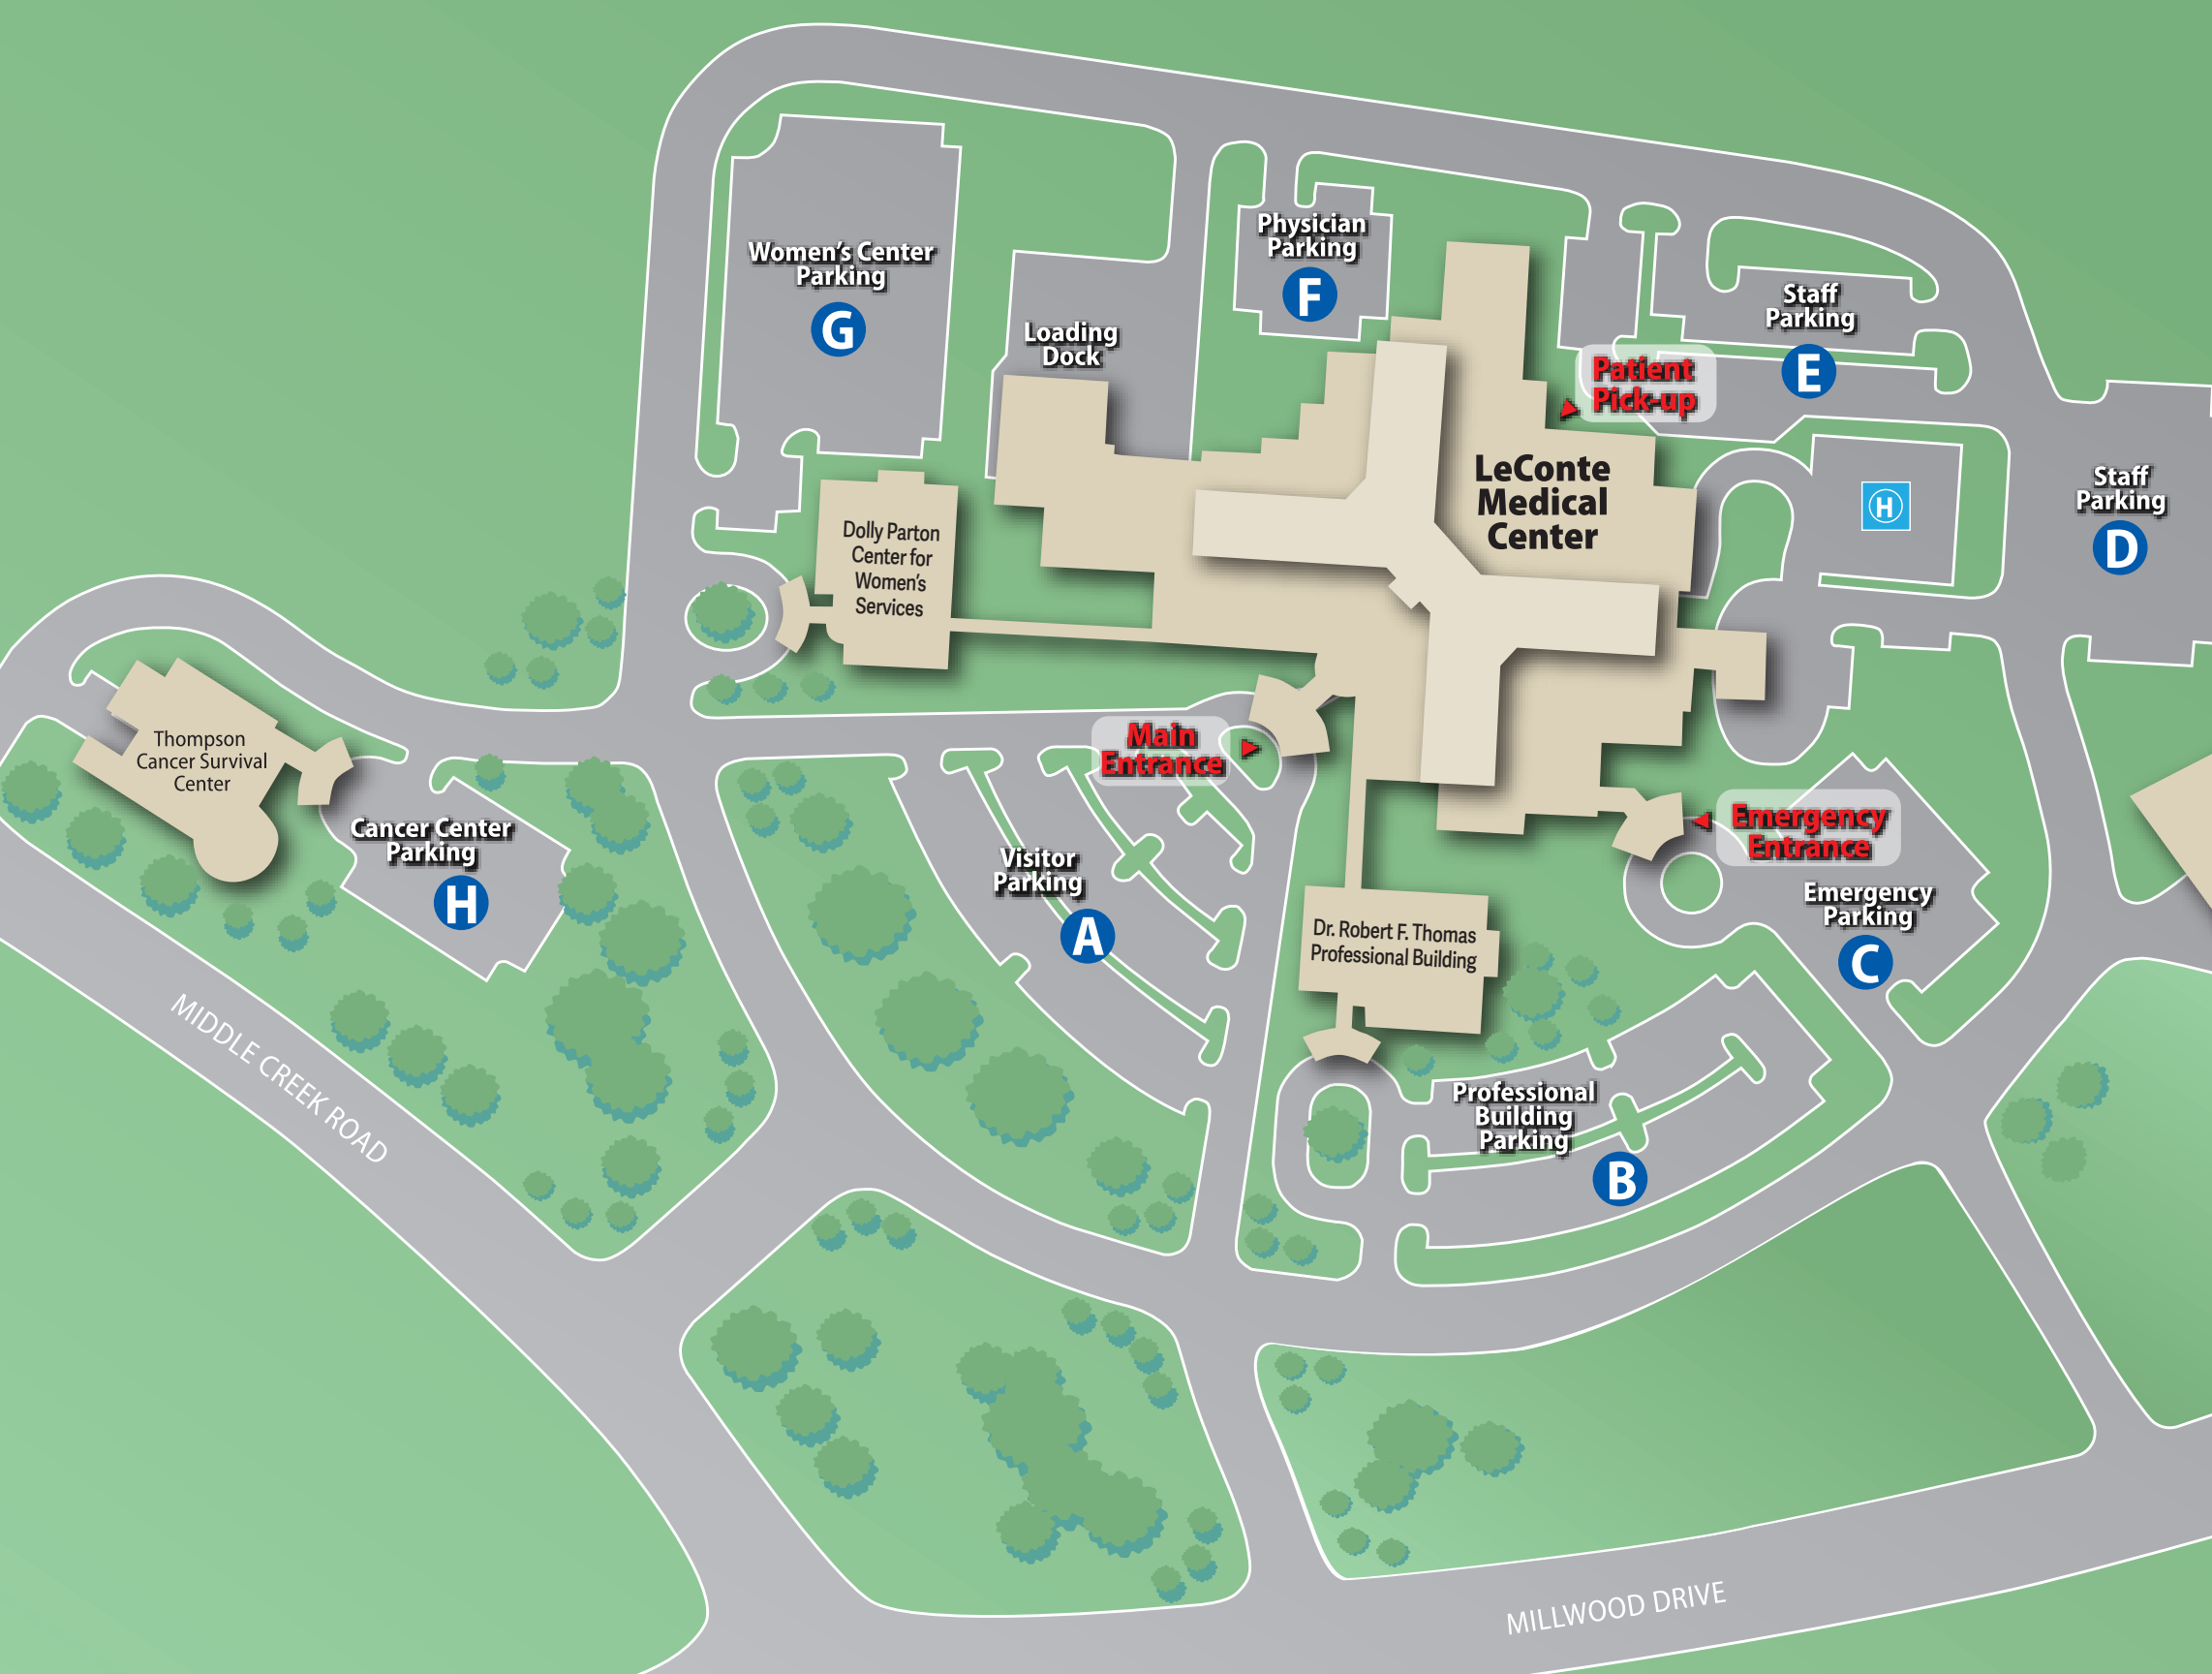 Women's Center
Parking
G
Loading
Dock
Physician
Parking
F
Staff
Parking
E
Patient
Pick-up
LeConte
Medical
Center
H
Staff
Parking
D
Dolly Parton
Center for
Women's
Services
Thompson
Cancer Survival
Center
Main
Entrance
Cancer Center
Parking
H
Visitor
Parking
A
Emergency
Entrance
Emergency
Parking
C
Dr. Robert F. Thomas
Professional Building
Professional
Building
Parking
B
MIDDLE CREEK ROAD
MILLWOOD DRIVE